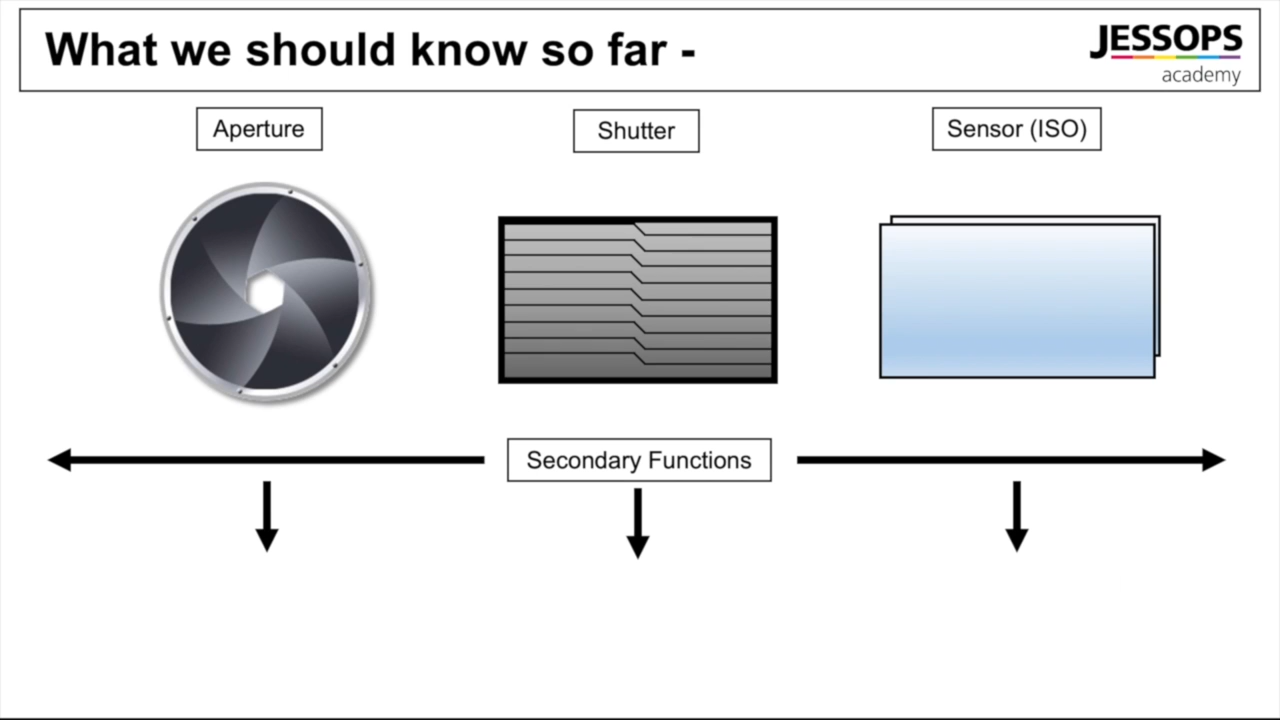 What we should know so far -
JESSOPS
academy
Aperture
Shutter
Sensor (ISO)
Secondary Functions